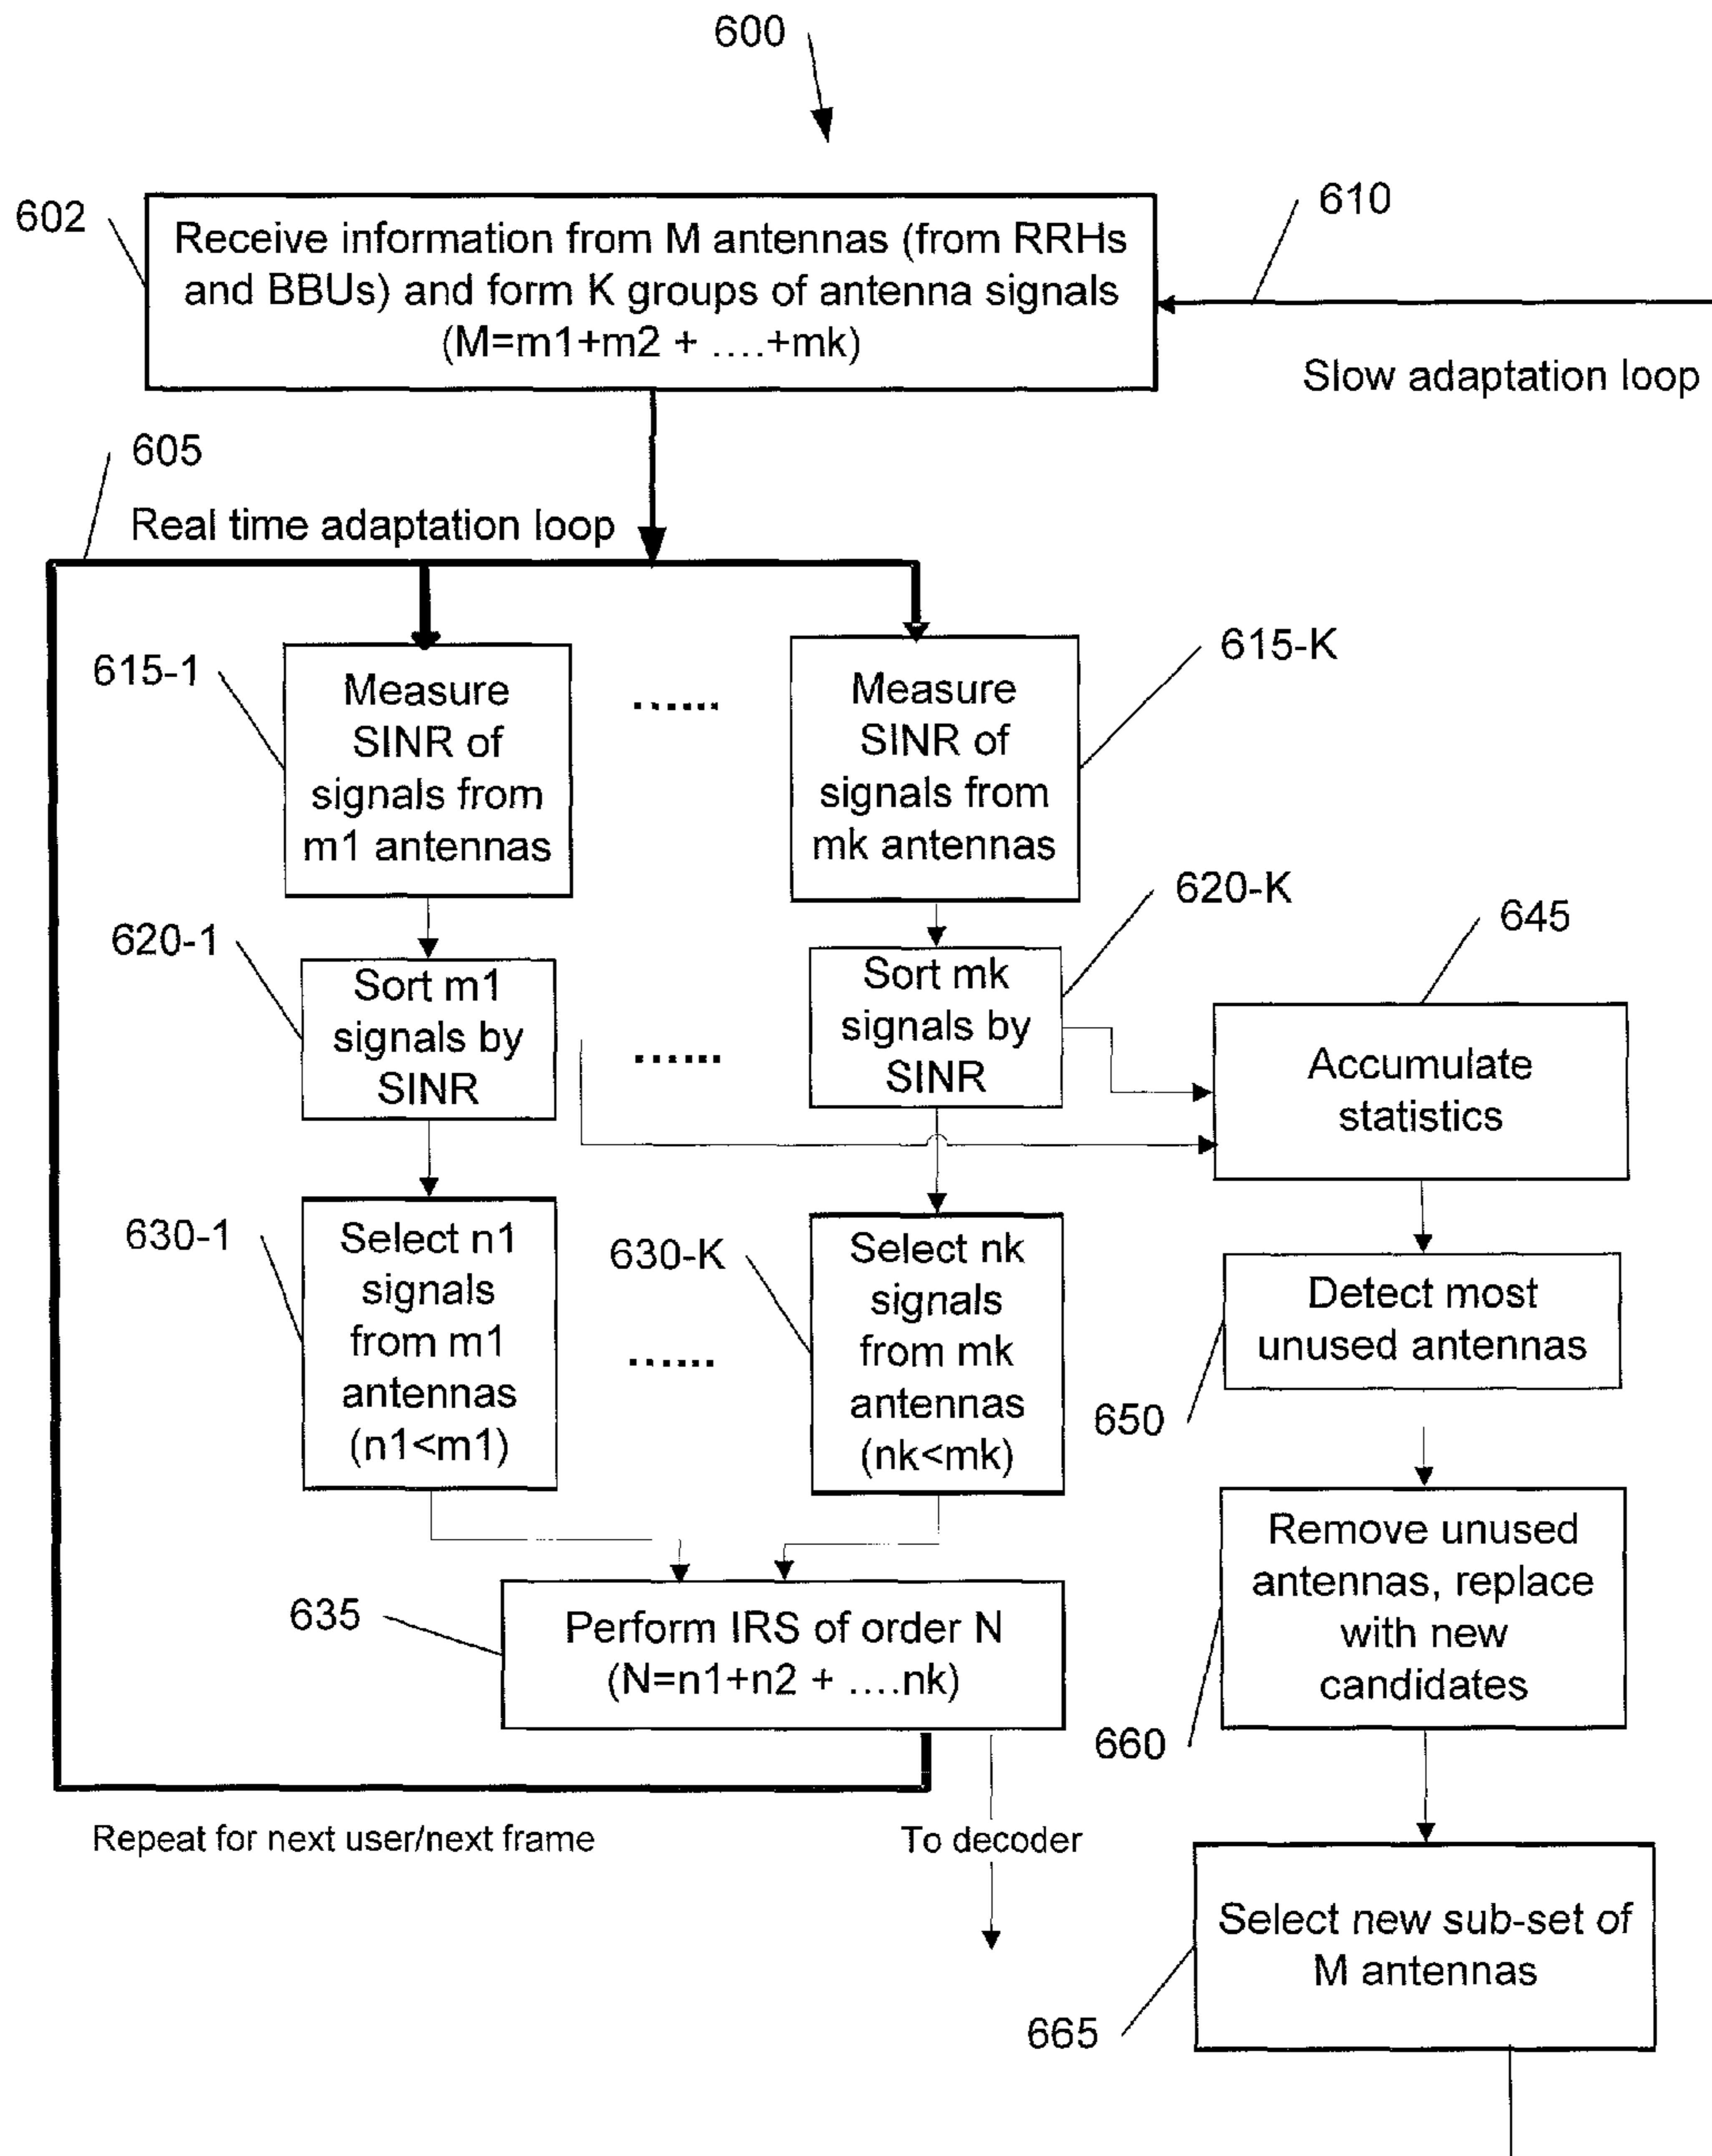 600
602
Receive information from M antennas (from RRHs
and BBUs) and form K groups of antenna signals
(M=m1+m2 + ....+mk)
610
Slow adaptation loop
605
Real time adaptation loop
615-1
Measure
SINR of
signals from
m1 antennas
......
Measure
SINR of
signals from
mk antennas
615-K
620-1
Sort m1
signals by
SINR
......
Sort mk
signals by
SINR
620-K
645
Accumulate
statistics
630-1
Select n1
signals
from m1
antennas
(n1<m1)
......
630-K
Select nk
signals
from mk
antennas
(nk<mk)
Detect most
unused antennas
650
635
Perform IRS of order N
(N=n1+n2 + ....nk)
Remove unused
antennas, replace
with new
candidates
660
Repeat for next user/next frame
To decoder
Select new sub-set of
M antennas
665